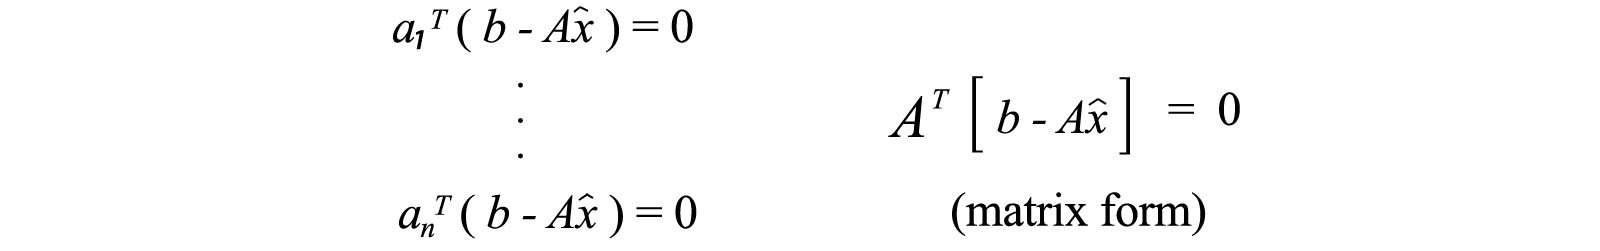 a₁ᵀ( b - Ax̂ ) = 0
.
.
.
aₙᵀ( b - Ax̂ ) = 0
Aᵀ [ b - Ax̂ ] = 0
(matrix form)